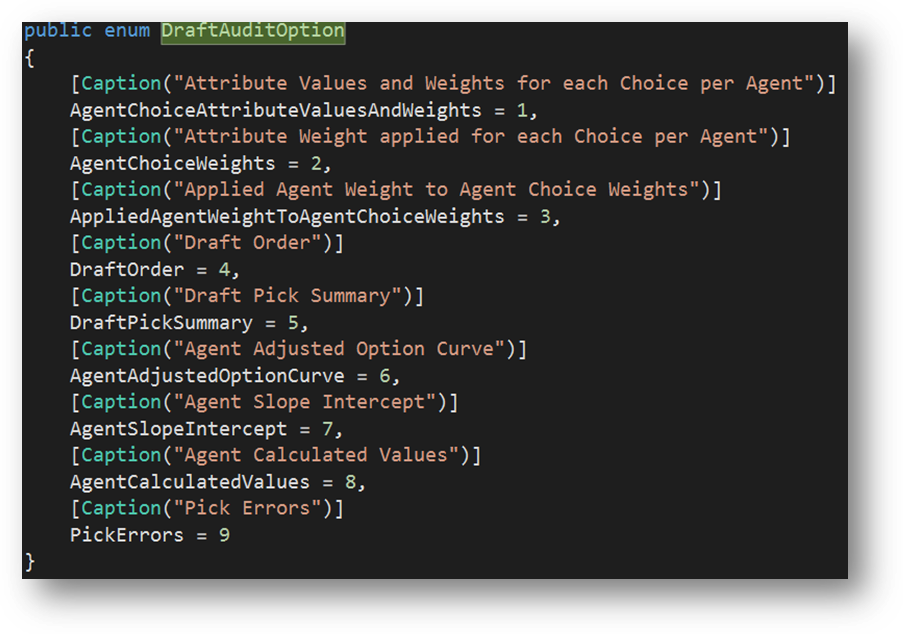 public enum DraftAuditOption
{
[Caption("Attribute Values and Weights for each Choice per Agent")]
AgentChoiceAttributeValuesAndWeights = 1,
[Caption("Attribute Weight applied for each Choice per Agent")]
AgentChoiceWeights = 2,
[Caption("Applied Agent Weight to Agent Choice Weights")]
AppliedAgentWeightToAgentChoiceWeights = 3,
[Caption("Draft Order")]
DraftOrder = 4,
[Caption("Draft Pick Summary")]
DraftPickSummary = 5,
[Caption("Agent Adjusted Option Curve")]
AgentAdjustedOptionCurve = 6,
[Caption("Agent Slope Intercept")]
AgentSlopeIntercept = 7,
[Caption("Agent Calculated Values")]
AgentCalculatedValues = 8,
[Caption("Pick Errors")]
PickErrors = 9
}